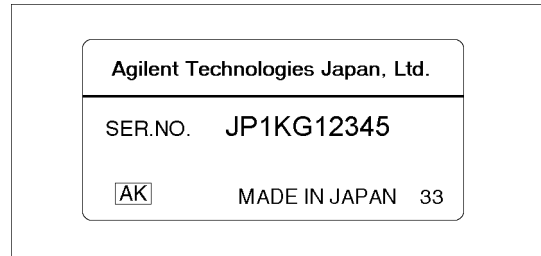 Agilent Technologies Japan, Ltd.
SER.NO. JP1KG12345
AK MADE IN JAPAN 33